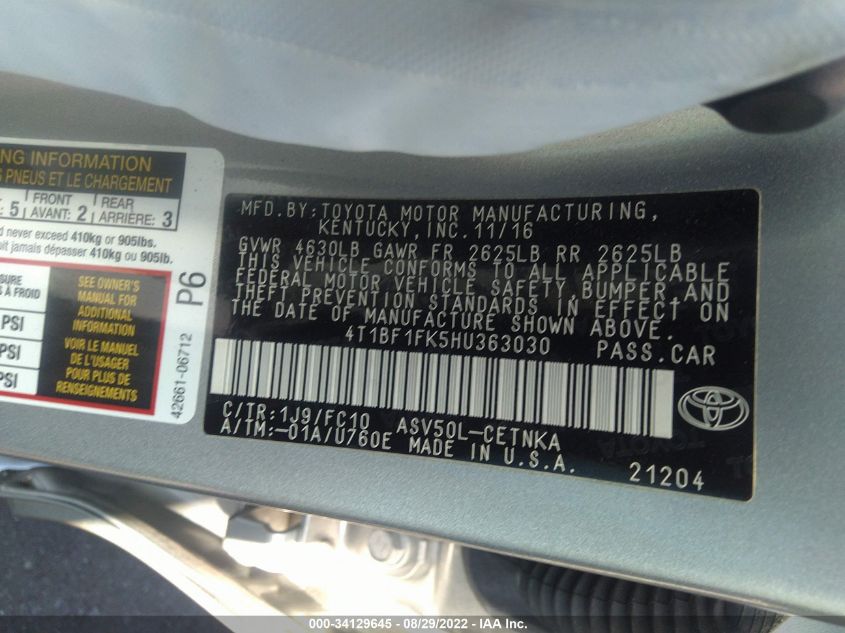 NG INFORMATION
PNEUS ET LE CHARGEMENT
5 FRONT AVANT: 2 REAR ARRIÈRE: 3
never exceed 410kg or 905lbs.
jamais dépasser 410kg ou 905lb.
À FROID
PSI
PSI
SEE OWNER'S
MANUAL FOR
ADDITIONAL
INFORMATION
VOIR LE MANUEL
DE L'USAGER
POUR PLUS DE
RENSEIGNEMENTS
P6
42661-06712
MFD.BY:TOYOTA MOTOR MANUFACTURING,
KENTUCKY, INC.11/16
GVWR 4630LB GAWR FR 2625LB RR 2625LB
THIS VEHICLE CONFORMS TO ALL APPLICABLE
FEDERAL MOTOR VEHICLE SAFETY, BUMPER, AND
THEFT PREVENTION STANDARDS IN EFFECT ON
THE DATE OF MANUFACTURE SHOWN ABOVE.
4T1BF1FK5HU363030 PASS.CAR
C/TR:1J9/FC10 ASV50L-CETNKA
A/TM:-01A/U760E MADE IN U.S.A.
21204
000-34129645 - 08/29/2022 - IAA Inc.